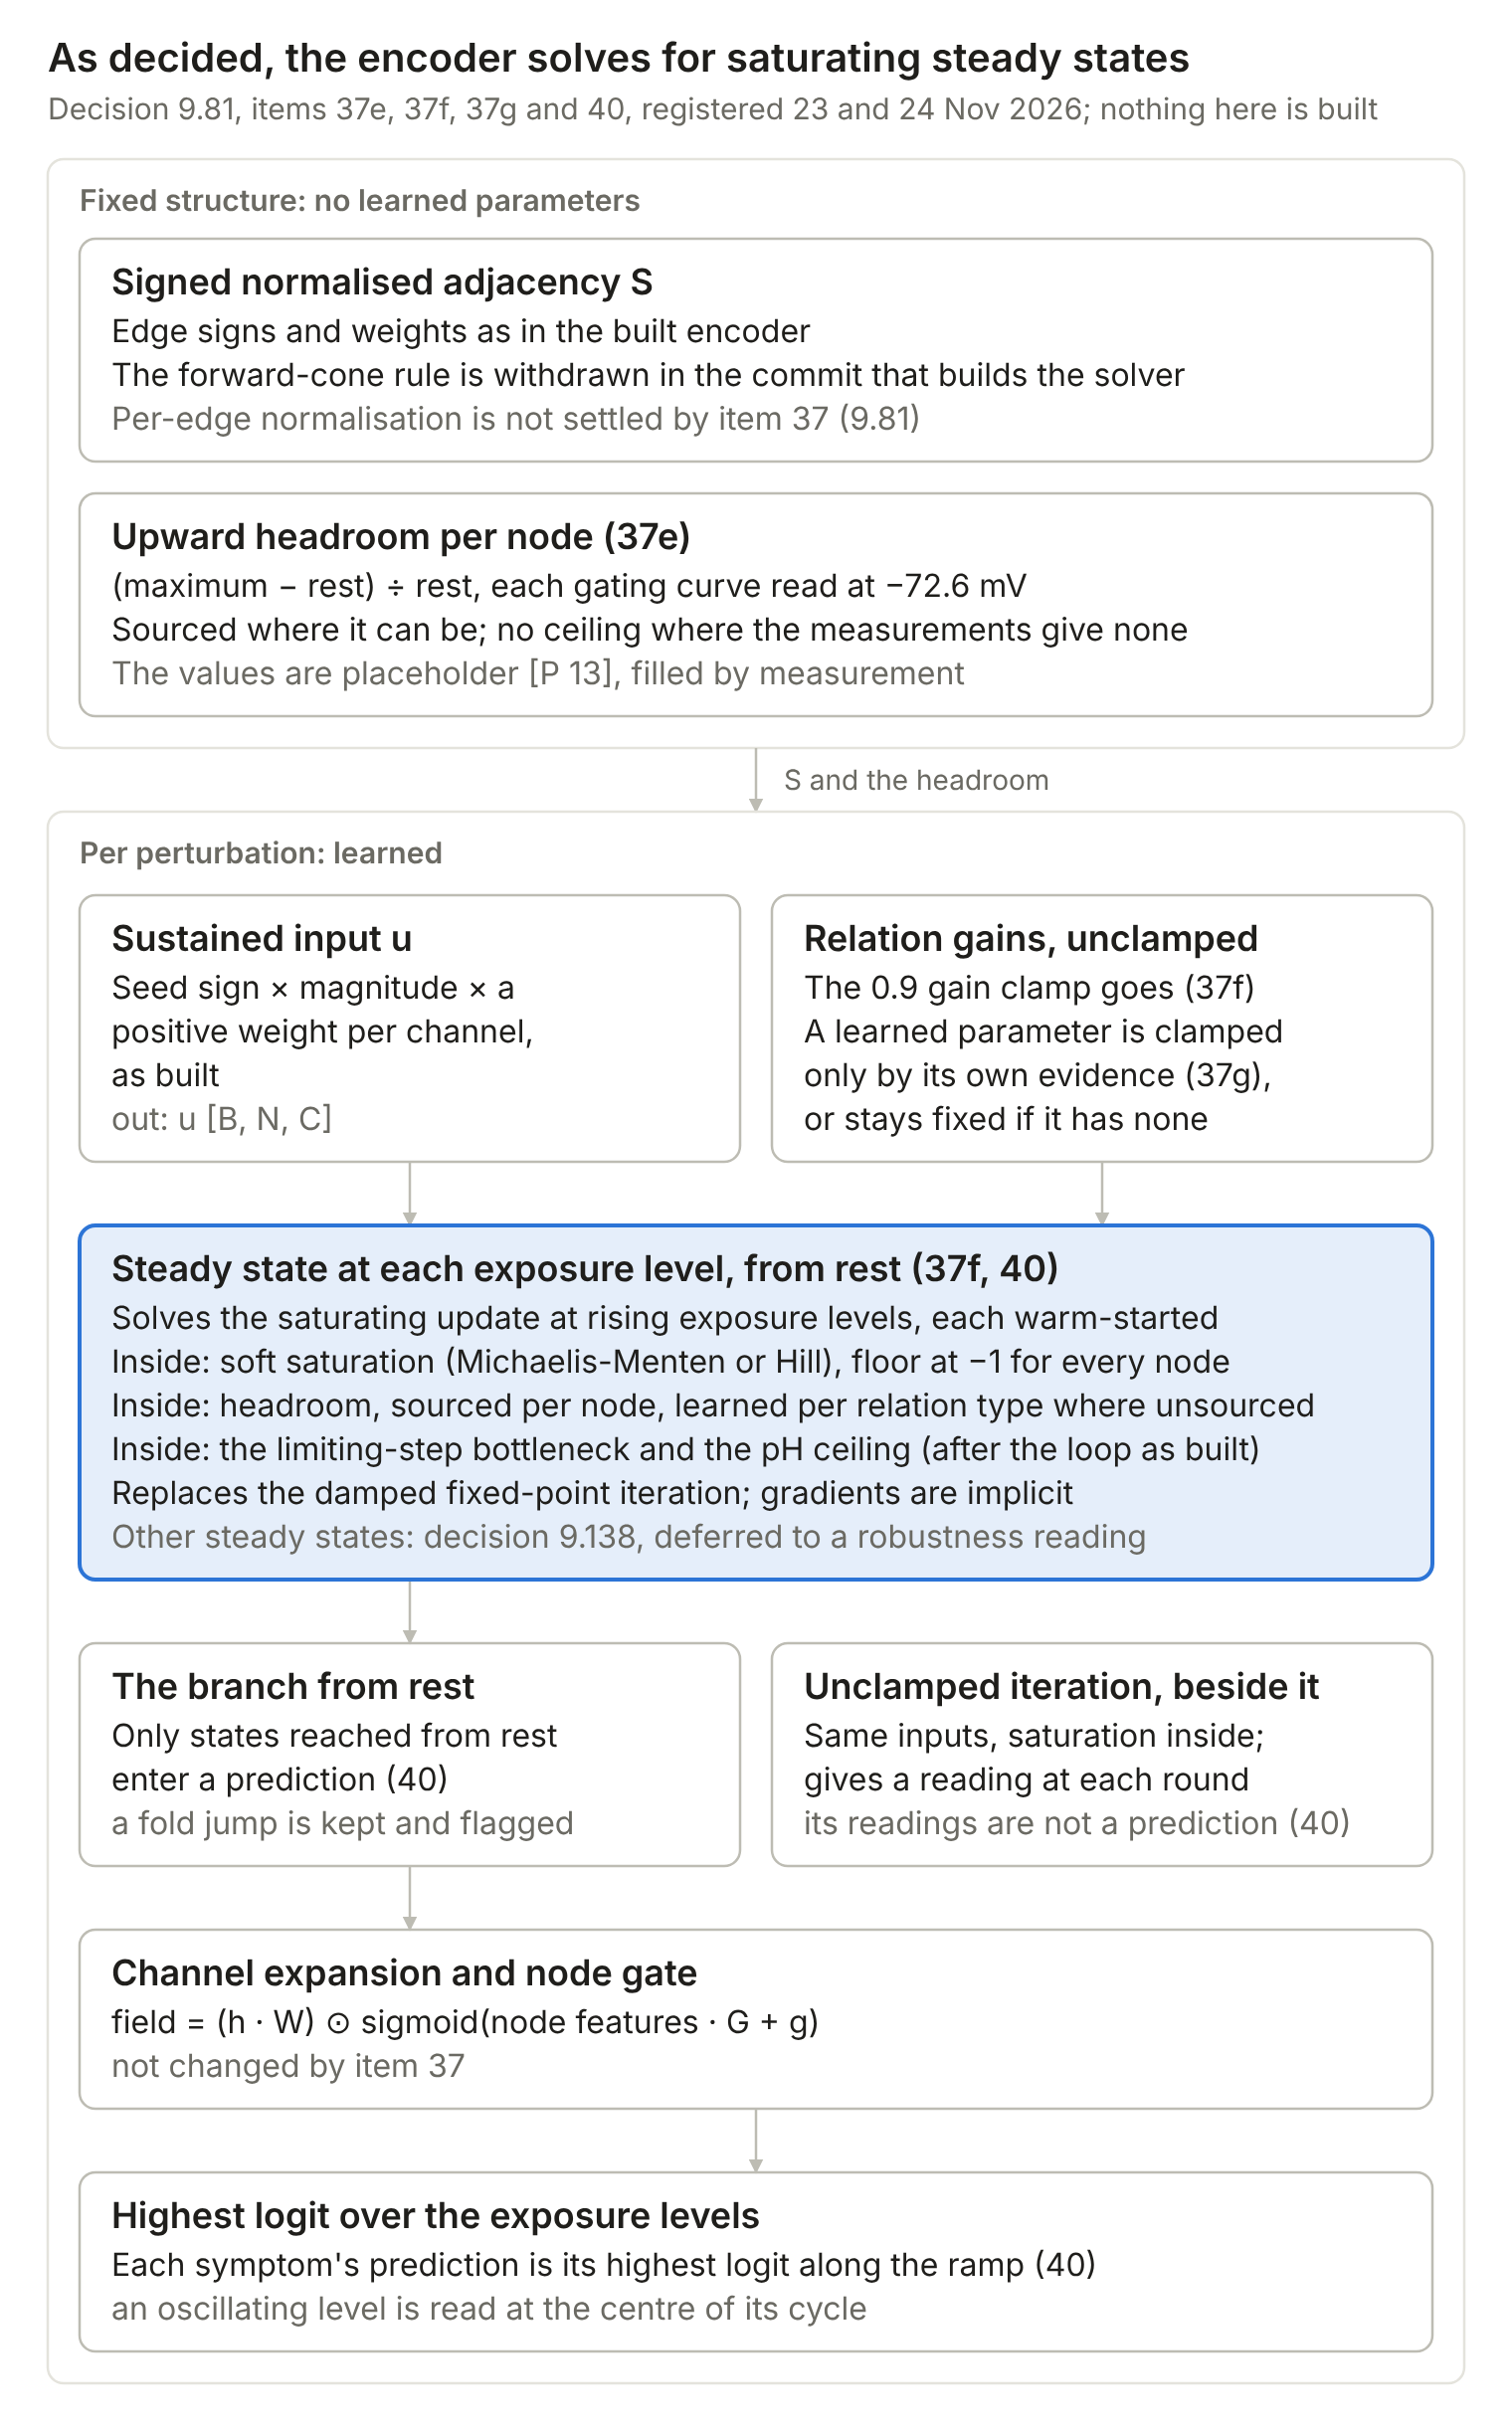 As decided, the encoder solves for saturating steady states
Decision 9.81, items 37e, 37f, 37g and 40, registered 23 and 24 Nov 2026; nothing here is built
Fixed structure: no learned parameters
Signed normalised adjacency S
Edge signs and weights as in the built encoder
The forward-cone rule is withdrawn in the commit that builds the solver
Per-edge normalisation is not settled by item 37 (9.81)
Upward headroom per node (37e)
(maximum − rest) ÷ rest, each gating curve read at −72.6 mV
Sourced where it can be; no ceiling where the measurements give none
The values are placeholder [P 13], filled by measurement
S and the headroom
Per perturbation: learned
Sustained input u
Seed sign × magnitude × a
positive weight per channel,
as built
out: u [B, N, C]
Relation gains, unclamped
The 0.9 gain clamp goes (37f)
A learned parameter is clamped
only by its own evidence (37g),
or stays fixed if it has none
Steady state at each exposure level, from rest (37f, 40)
Solves the saturating update at rising exposure levels, each warm-started
Inside: soft saturation (Michaelis-Menten or Hill), floor at −1 for every node
Inside: headroom, sourced per node, learned per relation type where unsourced
Inside: the limiting-step bottleneck and the pH ceiling (after the loop as built)
Replaces the damped fixed-point iteration; gradients are implicit
Other steady states: decision 9.138, deferred to a robustness reading
The branch from rest
Only states reached from rest
enter a prediction (40)
a fold jump is kept and flagged
Unclamped iteration, beside it
Same inputs, saturation inside;
gives a reading at each round
its readings are not a prediction (40)
Channel expansion and node gate
field = (h · W) ⊙ sigmoid(node features · G + g)
not changed by item 37
Highest logit over the exposure levels
Each symptom's prediction is its highest logit along the ramp (40)
an oscillating level is read at the centre of its cycle